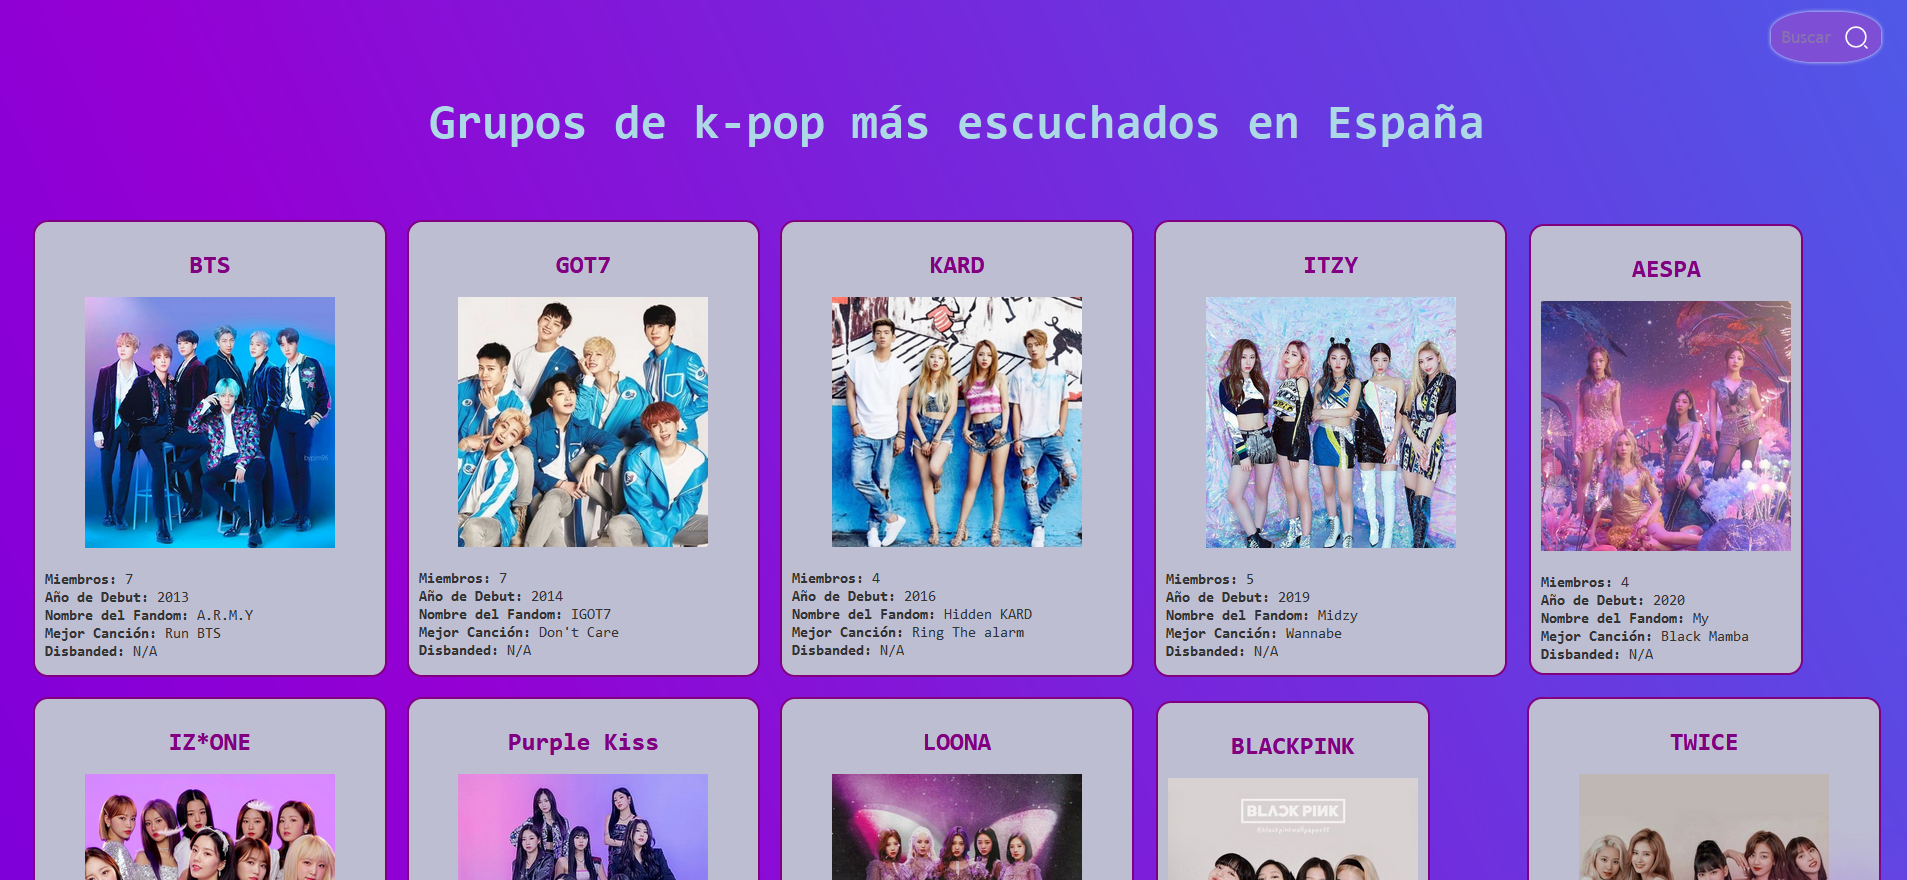 Buscar
Grupos de k-pop más escuchados en España
BTS
bypjm96
Miembros: 7
Año de Debut: 2013
Nombre del Fandom: A.R.M.Y
Mejor Canción: Run BTS
Disbanded: N/A
GOT7
Miembros: 7
Año de Debut: 2014
Nombre del Fandom: IGOT7
Mejor Canción: Don't Care
Disbanded: N/A
KARD
Miembros: 4
Año de Debut: 2016
Nombre del Fandom: Hidden KARD
Mejor Canción: Ring The alarm
Disbanded: N/A
ITZY
Miembros: 5
Año de Debut: 2019
Nombre del Fandom: Midzy
Mejor Canción: Wannabe
Disbanded: N/A
AESPA
Miembros: 4
Año de Debut: 2020
Nombre del Fandom: My
Mejor Canción: Black Mamba
Disbanded: N/A
IZ*ONE
Purple Kiss
LOONA
BLACKPINK
BLACKPINK
TWICE